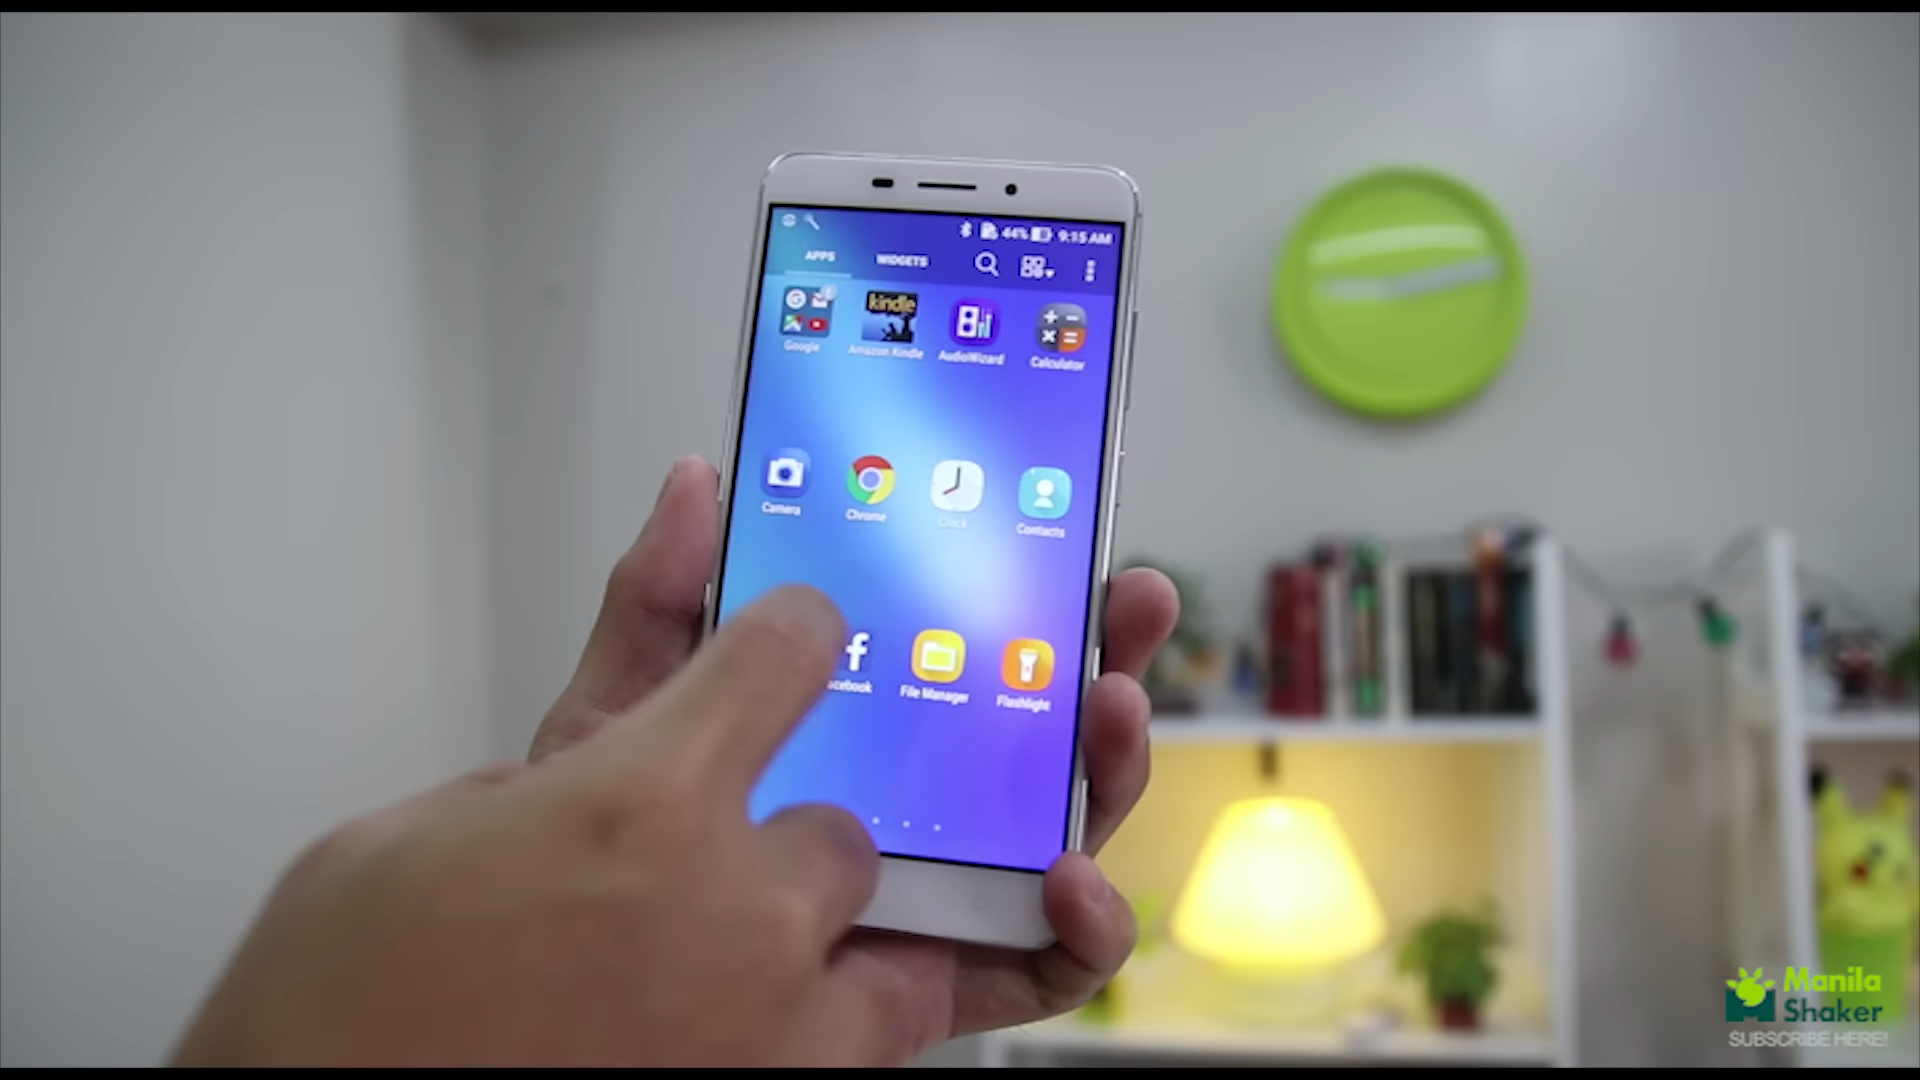 44% 9:15 AM
APPS WIDGETS
kindle
Google Amazon Kindle AudioWizard Calculator
Camera Chrome Clock Contacts
f
acebook File Manager Flashlight
Manila
Shaker
SUBSCRIBE HERE!